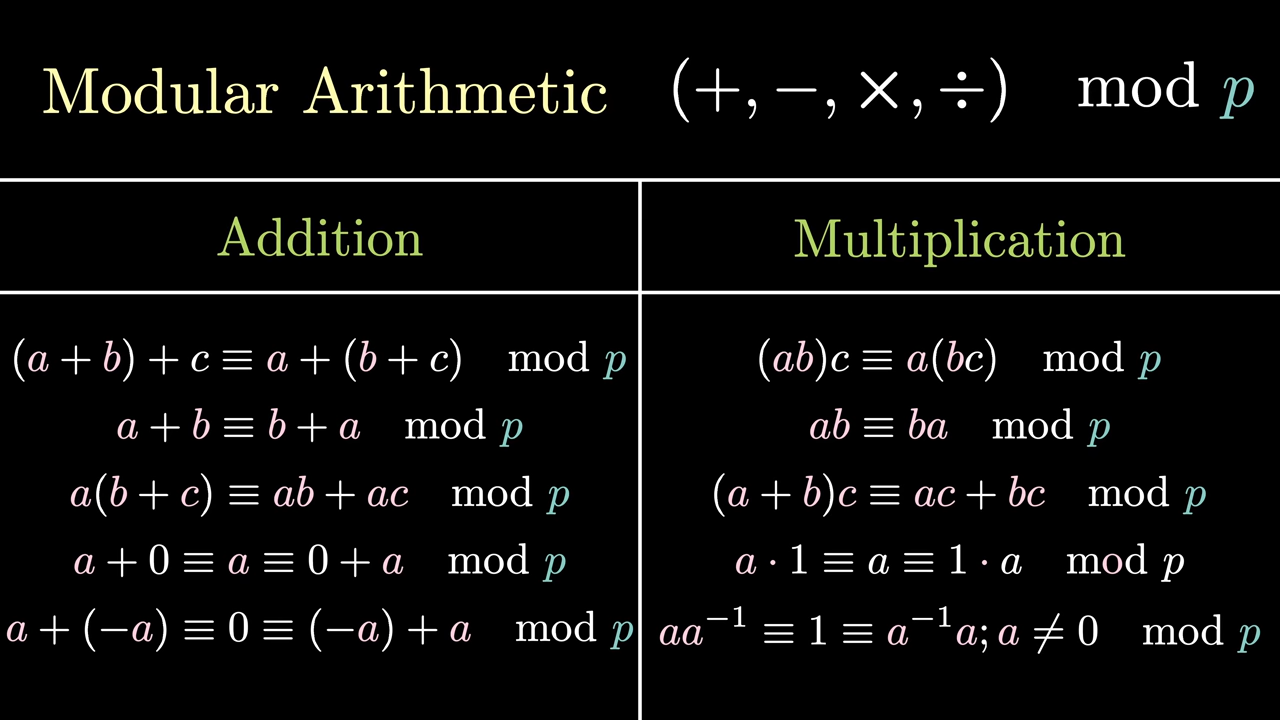 Modular Arithmetic (+, −, ×, ÷) mod p
Addition
(a + b) + c ≡ a + (b + c) mod p
a + b ≡ b + a mod p
a(b + c) ≡ ab + ac mod p
a + 0 ≡ a ≡ 0 + a mod p
a + (−a) ≡ 0 ≡ (−a) + a mod p
Multiplication
(ab)c ≡ a(bc) mod p
ab ≡ ba mod p
(a + b)c ≡ ac + bc mod p
a · 1 ≡ a ≡ 1 · a mod p
aa⁻¹ ≡ 1 ≡ a⁻¹a; a ≠ 0 mod p